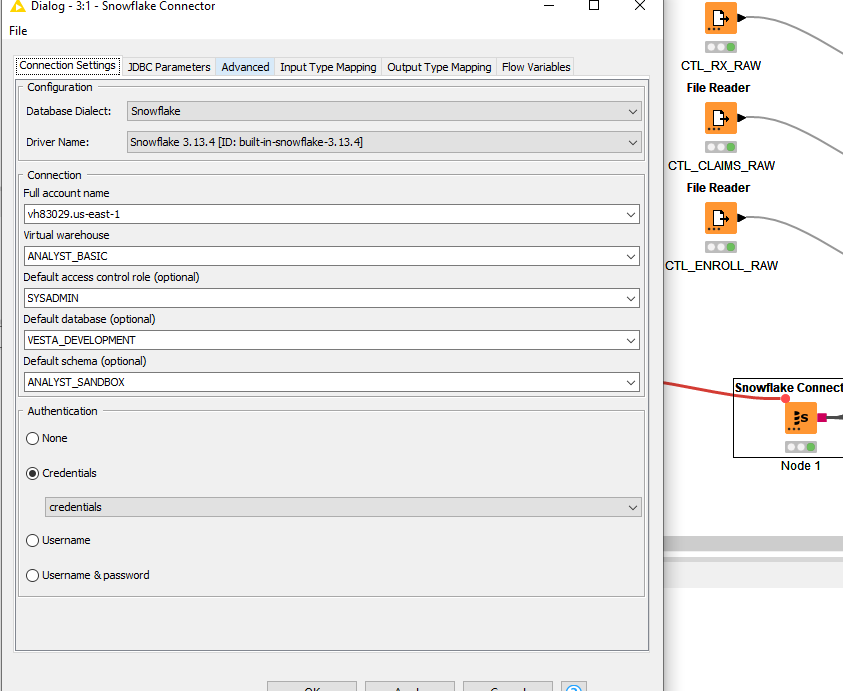 Dialog - 3:1 - Snowflake Connector
File
Connection Settings JDBC Parameters Advanced Input Type Mapping Output Type Mapping Flow Variables
Configuration
Database Dialect: Snowflake
Driver Name: Snowflake 3.13.4 [ID: built-in-snowflake-3.13.4]
Connection
Full account name
vh83029.us-east-1
Virtual warehouse
ANALYST_BASIC
Default access control role (optional)
SYSADMIN
Default database (optional)
VESTA_DEVELOPMENT
Default schema (optional)
ANALYST_SANDBOX
Authentication
None
Credentials
credentials
Username
Username & password
CTL_RX_RAW
File Reader
CTL_CLAIMS_RAW
File Reader
CTL_ENROLL_RAW
Snowflake Connect
S
Node 1